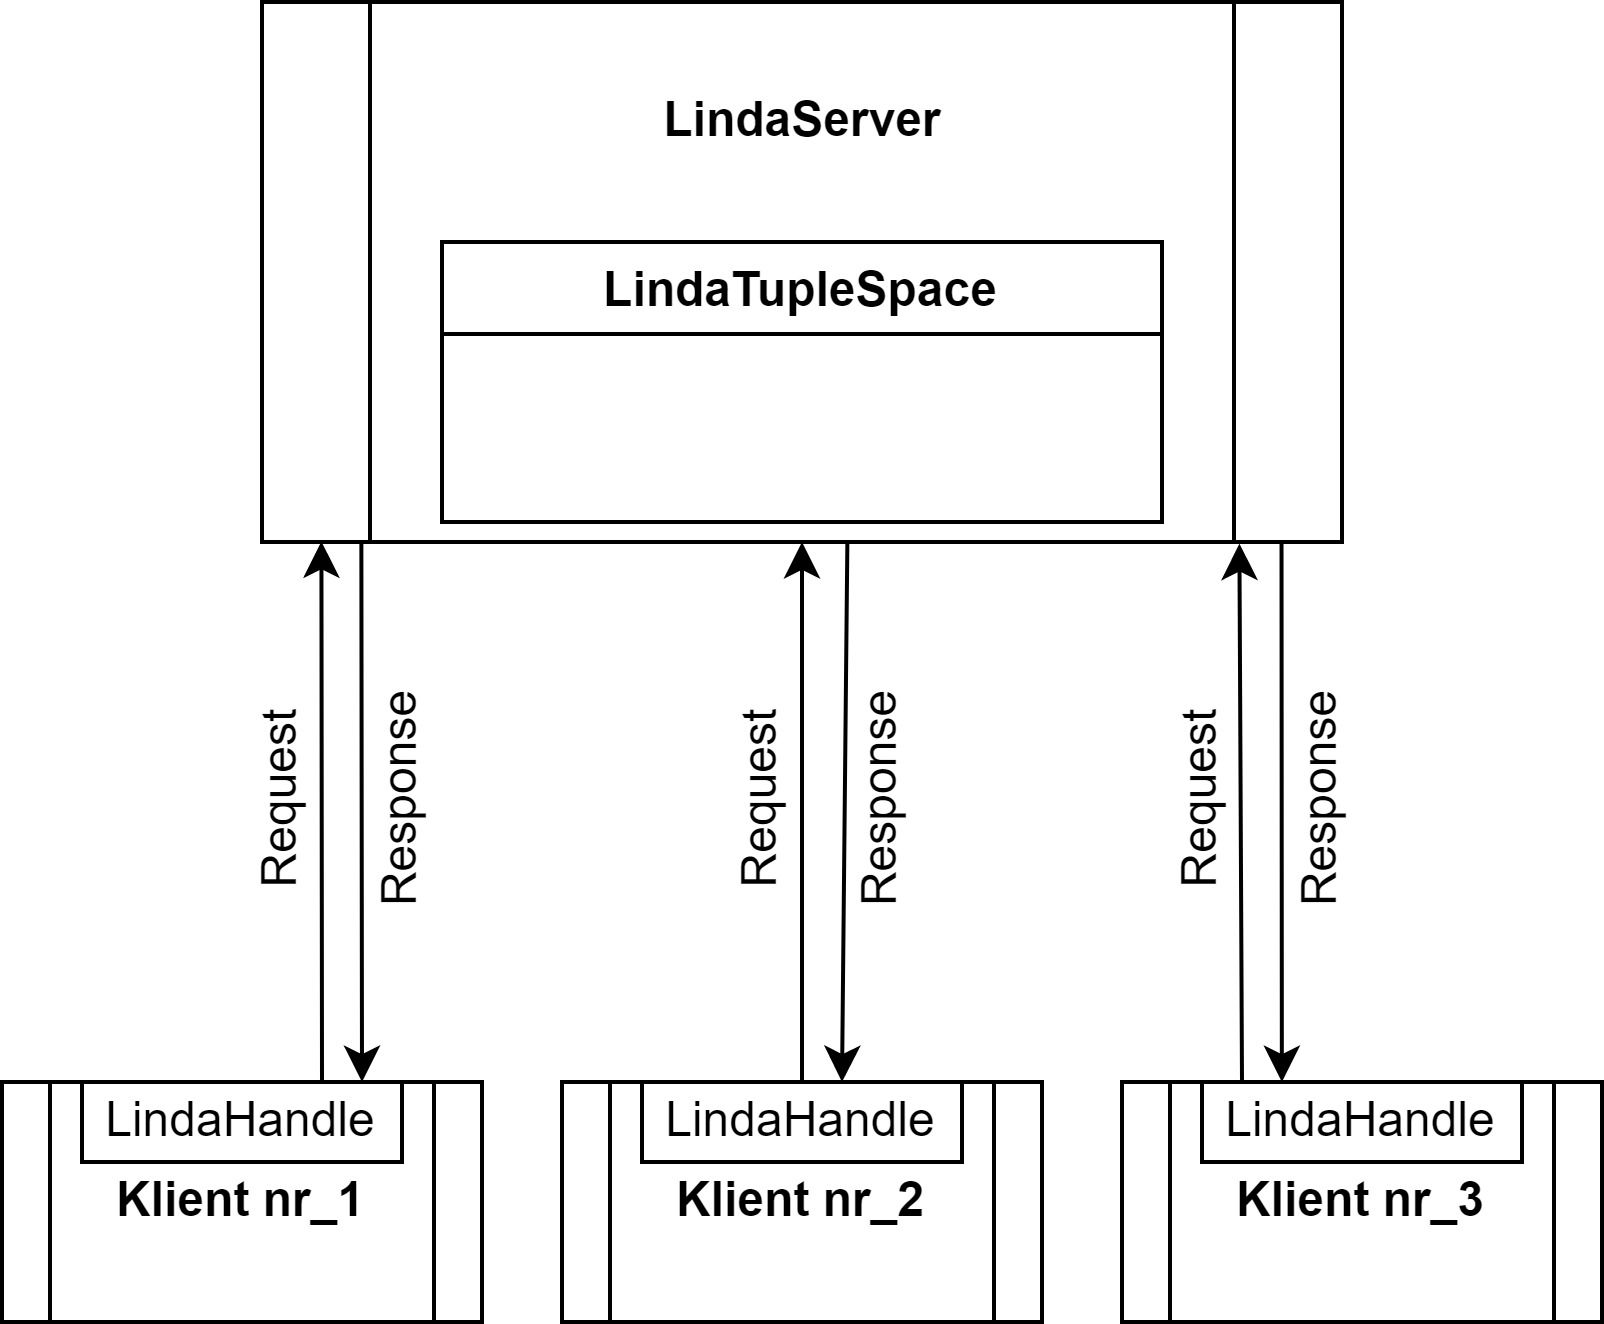 LindaServer
LindaTupleSpace
Request
Response
Request
Response
Request
Response
LindaHandle
Klient nr_1
LindaHandle
Klient nr_2
LindaHandle
Klient nr_3